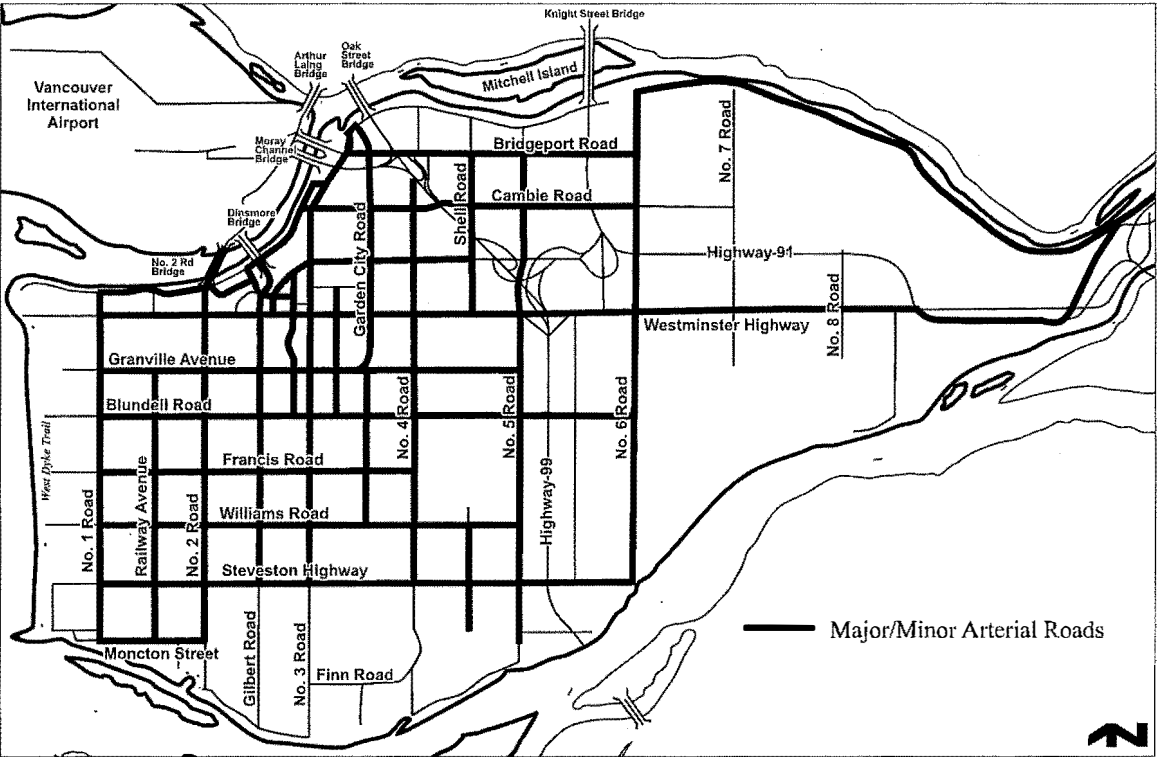 Knight Street Bridge
Oak
Street
Bridge
Arthur
Laing
Bridge
Mitchell Island
Vancouver
International
Airport
Moray
Channel
Bridge
Bridgeport Road
No. 7 Road
Cambie Road
Shell Road
Garden City Road
Dinsmore
Bridge
No. 2 Rd
Bridge
Highway-91
No. 8 Road
Westminster Highway
Granville Avenue
Blundell Road
No. 4 Road
No. 5 Road
No. 6 Road
West Dyke Trail
Francis Road
Railway Avenue
No. 1 Road
No. 2 Road
Williams Road
Highway-99
Steveston Highway
Major/Minor Arterial Roads
Moncton Street
Gilbert Road
No. 3 Road
Finn Road
N